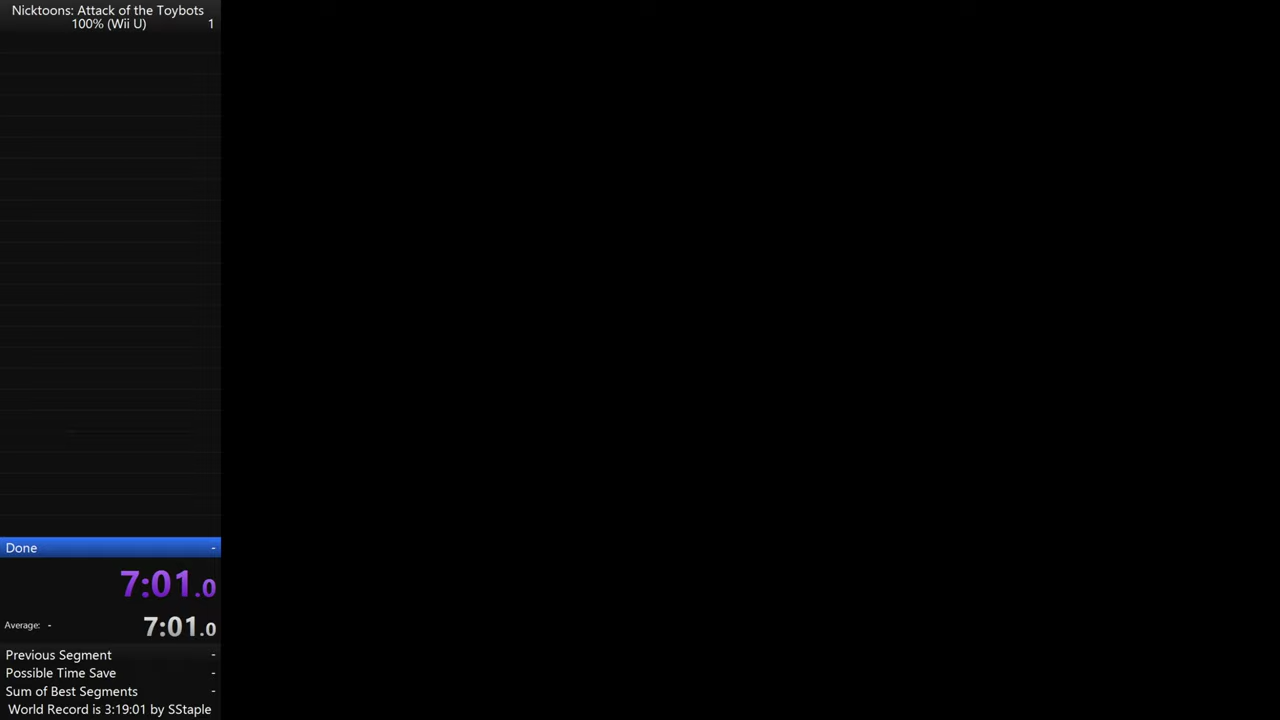 Nicktoons: Attack of the Toybots
100% (Wii U) 1
Done -
7:01.0
Average: - 7:01.0
Previous Segment -
Possible Time Save -
Sum of Best Segments -
World Record is 3:19:01 by SStaple